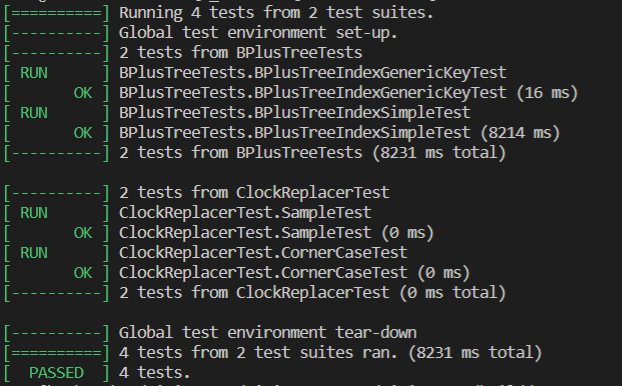 [==========] Running 4 tests from 2 test suites.
[----------] Global test environment set-up.
[----------] 2 tests from BPlusTreeTests
[ RUN      ] BPlusTreeTests.BPlusTreeIndexGenericKeyTest
[       OK ] BPlusTreeTests.BPlusTreeIndexGenericKeyTest (16 ms)
[ RUN      ] BPlusTreeTests.BPlusTreeIndexSimpleTest
[       OK ] BPlusTreeTests.BPlusTreeIndexSimpleTest (8214 ms)
[----------] 2 tests from BPlusTreeTests (8231 ms total)
[----------] 2 tests from ClockReplacerTest
[ RUN      ] ClockReplacerTest.SampleTest
[       OK ] ClockReplacerTest.SampleTest (0 ms)
[ RUN      ] ClockReplacerTest.CornerCaseTest
[       OK ] ClockReplacerTest.CornerCaseTest (0 ms)
[----------] 2 tests from ClockReplacerTest (0 ms total)
[----------] Global test environment tear-down
[==========] 4 tests from 2 test suites ran. (8231 ms total)
[  PASSED  ] 4 tests.